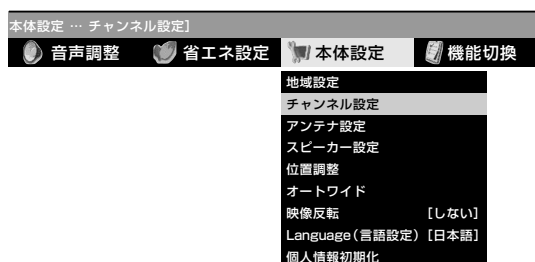 本体設定 … チャンネル設定]
音声調整 省エネ設定 本体設定 機能切換
地域設定
チャンネル設定
アンテナ設定
スピーカー設定
位置調整
オートワイド
映像反転 [しない]
Language(言語設定) [日本語]
個人情報初期化